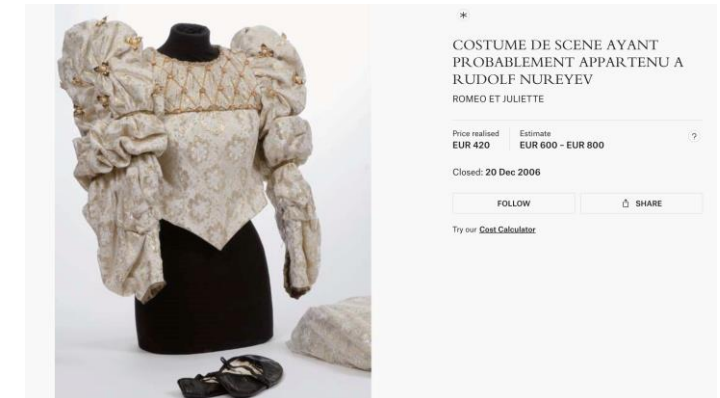 *
COSTUME DE SCENE AYANT
PROBABLEMENT APPARTENU A
RUDOLF NUREYEV
ROMEO ET JULIETTE
Price realised
EUR 420
Estimate
EUR 600 - EUR 800
?
Closed: 20 Dec 2006
FOLLOW
SHARE
Try our Cost Calculator